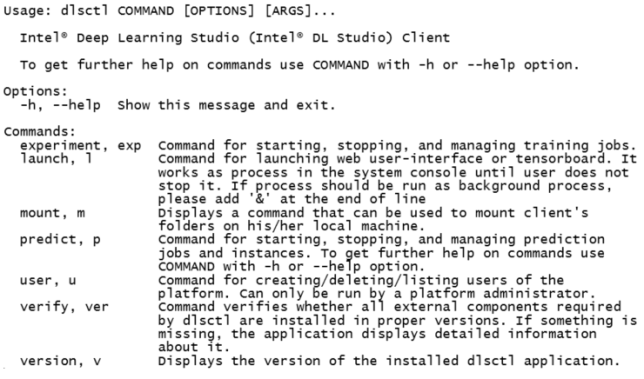 Usage: dlsctl COMMAND [OPTIONS] [ARGS]...
Intel® Deep Learning Studio (Intel® DL Studio) Client
To get further help on commands use COMMAND with -h or --help option.
Options:
-h, --help  Show this message and exit.
Commands:
experiment, exp  Command for starting, stopping, and managing training jobs.
launch, l        Command for launching web user-interface or tensorboard. It
works as process in the system console until user does not
stop it. If process should be run as background process,
please add '&' at the end of line
mount, m         Displays a command that can be used to mount client's
folders on his/her local machine.
predict, p       Command for starting, stopping, and managing prediction
jobs and instances. To get further help on commands use
COMMAND with -h or --help option.
user, u          Command for creating/deleting/listing users of the
platform. Can only be run by a platform administrator.
verify, ver      Command verifies whether all external components required
by dlsctl are installed in proper versions. If something is
missing, the application displays detailed information
about it.
version, v       Displays the version of the installed dlsctl application.